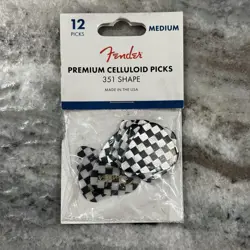 12
PICKS
MEDIUM
Fender
PREMIUM CELLULOID PICKS
351 SHAPE
MADE IN THE USA